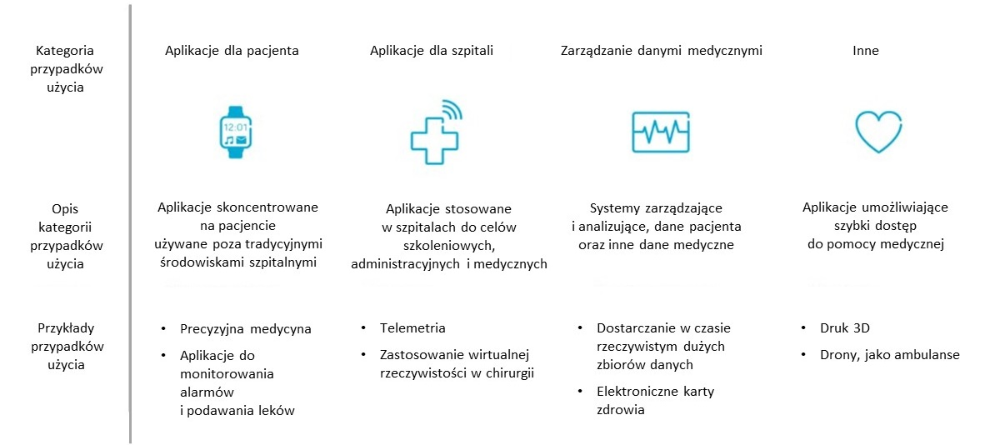 Kategoria
przypadków
użycia
Aplikacje dla pacjenta
Aplikacje dla szpitali
Zarządzanie danymi medycznymi
Inne
12:01
Opis
kategorii
przypadków
użycia
Aplikacje skoncentrowane
na pacjencie
używane poza tradycyjnymi
środowiskami szpitalnymi
Aplikacje stosowane
w szpitalach do celów
szkoleniowych,
administracyjnych i medycznych
Systemy zarządzające
i analizujące, dane pacjenta
oraz inne dane medyczne
Aplikacje umożliwiające
szybki dostęp
do pomocy medycznej
Przykłady
przypadków
użycia
• Precyzyjna medycyna
• Aplikacje do
monitorowania
alarmów
i podawania leków
• Telemetria
• Zastosowanie wirtualnej
rzeczywistości w chirurgii
• Dostarczanie w czasie
rzeczywistym dużych
zbiorów danych
• Elektroniczne karty
zdrowia
• Druk 3D
• Drony, jako ambulanse